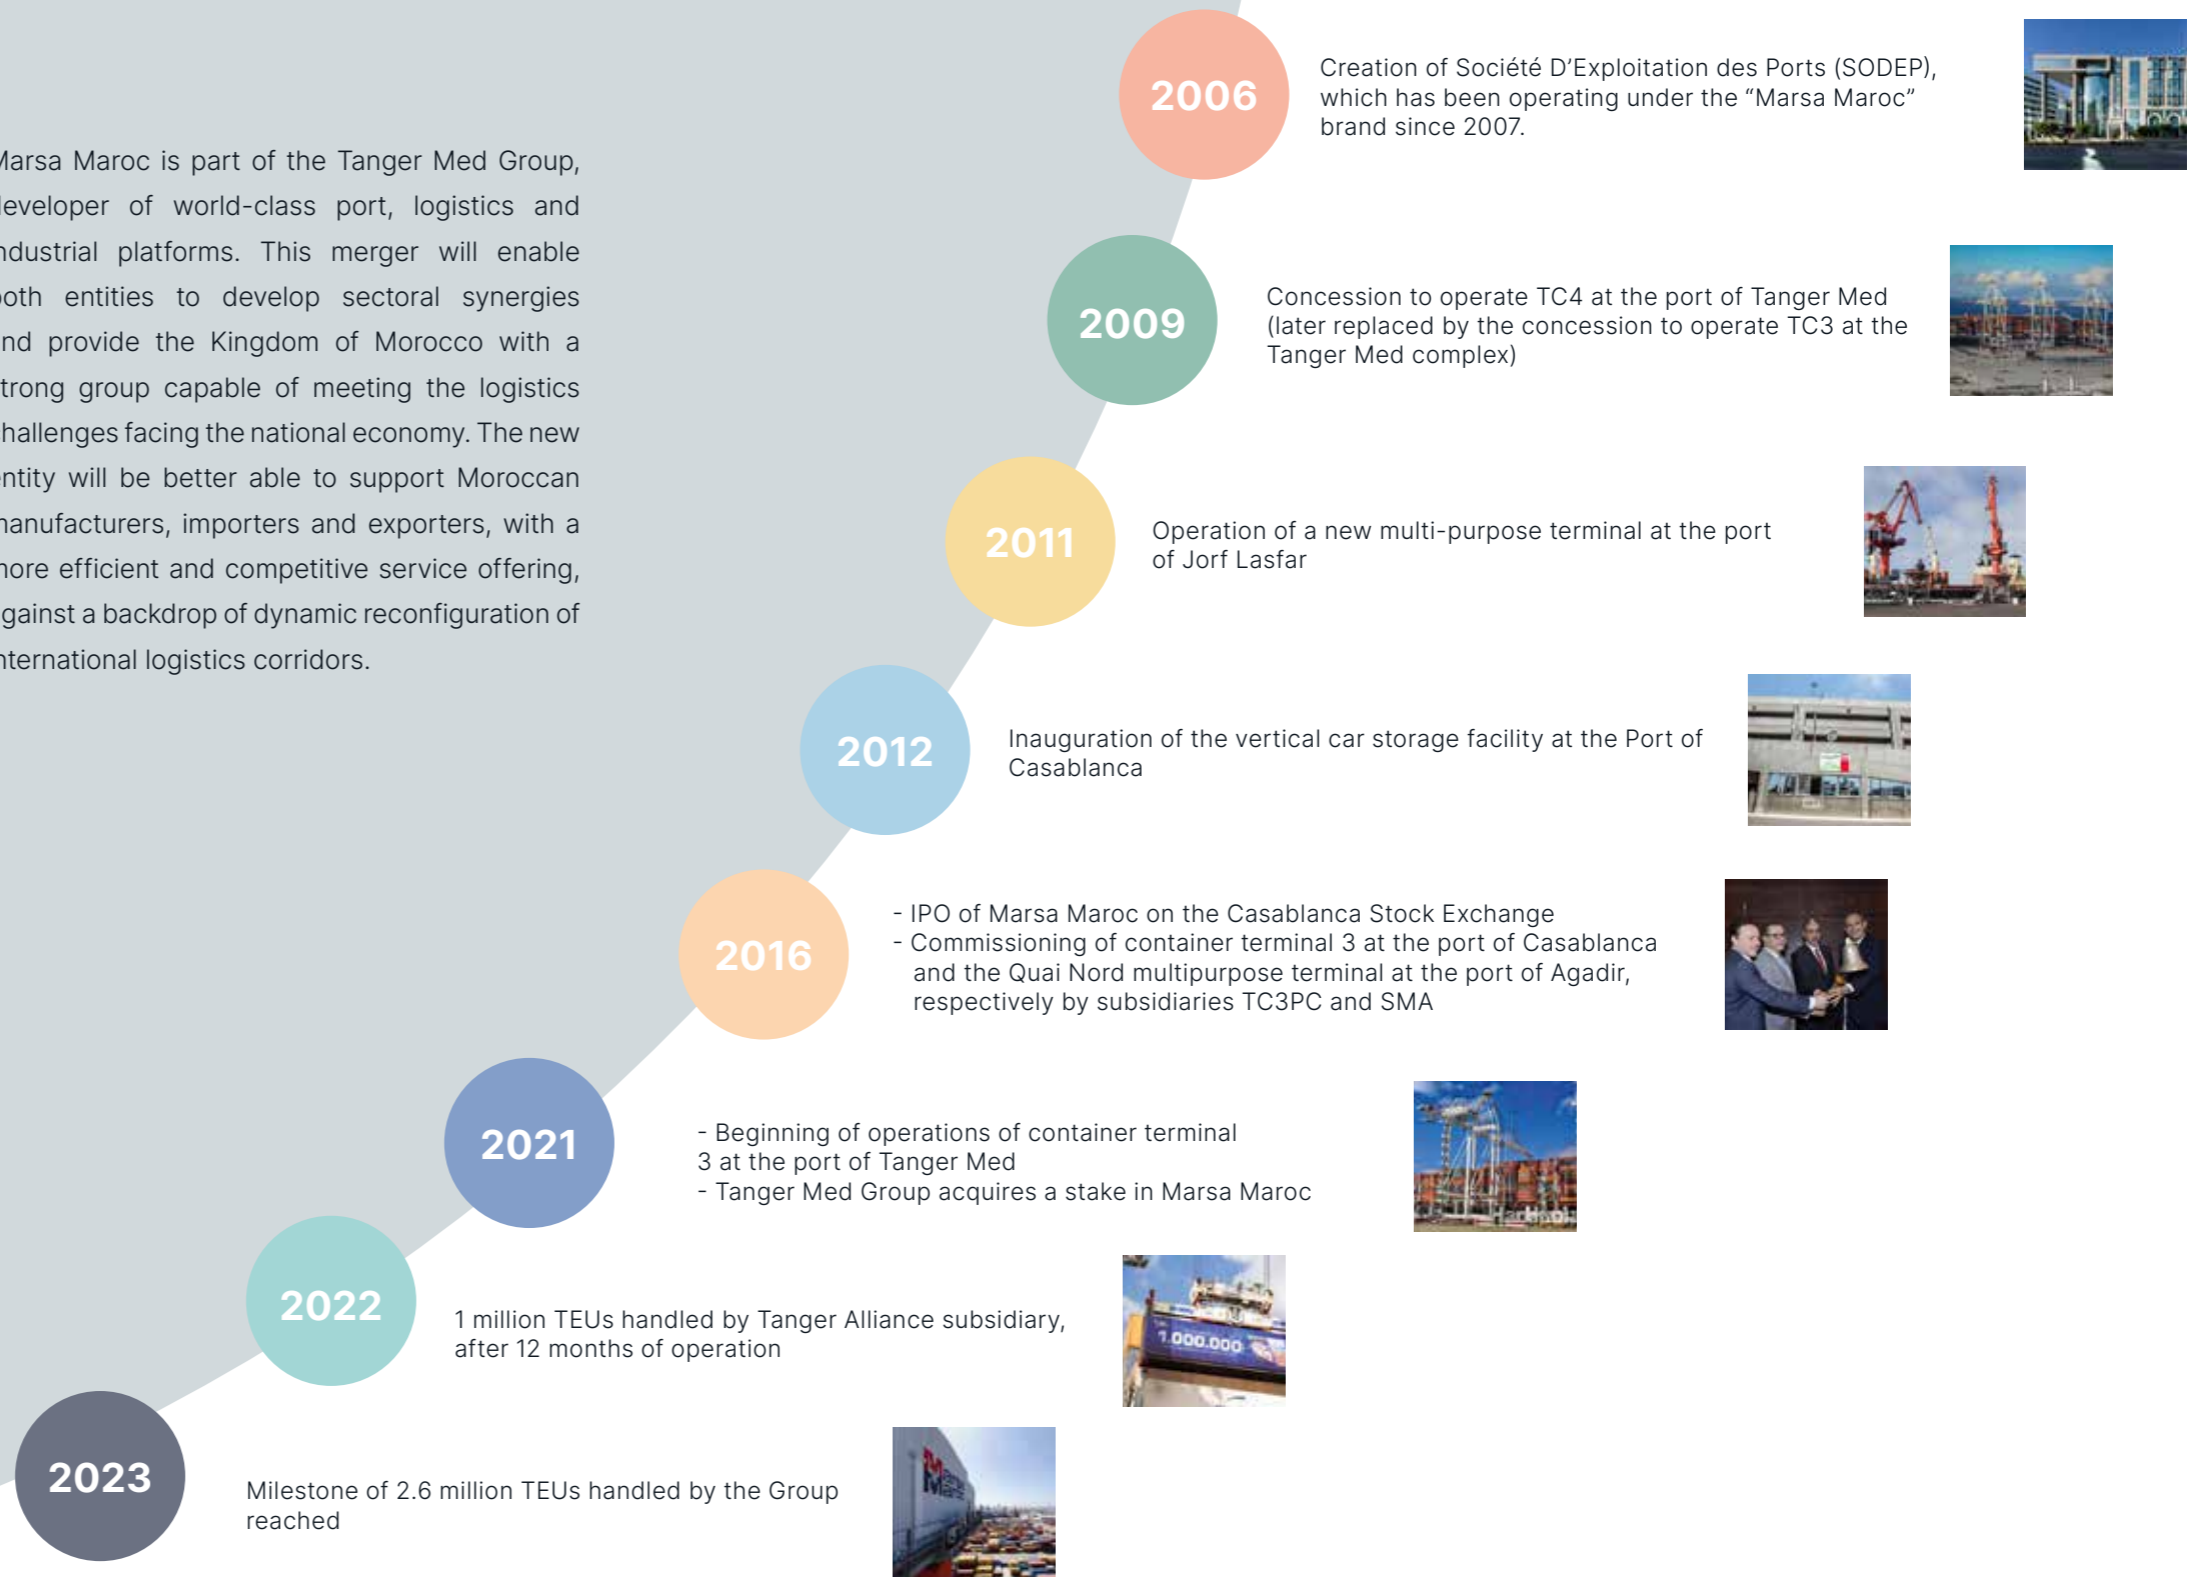 Marsa Maroc is part of the Tanger Med Group,
eveloper of world-class port, logistics and
ndustrial platforms. This merger will enable
oth entities to develop sectoral synergies
nd provide the Kingdom of Morocco with a
trong group capable of meeting the logistics
hallenges facing the national economy. The new
ntity will be better able to support Moroccan
anufacturers, importers and exporters, with a
ore efficient and competitive service offering,
gainst a backdrop of dynamic reconfiguration of
nternational logistics corridors.
2006
Creation of Société D’Exploitation des Ports (SODEP),
which has been operating under the “Marsa Maroc”
brand since 2007.
2009
Concession to operate TC4 at the port of Tanger Med
(later replaced by the concession to operate TC3 at the
Tanger Med complex)
2011
Operation of a new multi-purpose terminal at the port
of Jorf Lasfar
2012
Inauguration of the vertical car storage facility at the Port of
Casablanca
2016
- IPO of Marsa Maroc on the Casablanca Stock Exchange
- Commissioning of container terminal 3 at the port of Casablanca
and the Quai Nord multipurpose terminal at the port of Agadir,
respectively by subsidiaries TC3PC and SMA
2021
- Beginning of operations of container terminal
3 at the port of Tanger Med
- Tanger Med Group acquires a stake in Marsa Maroc
2022
1 million TEUs handled by Tanger Alliance subsidiary,
after 12 months of operation
1.000.000
2023
Milestone of 2.6 million TEUs handled by the Group
reached